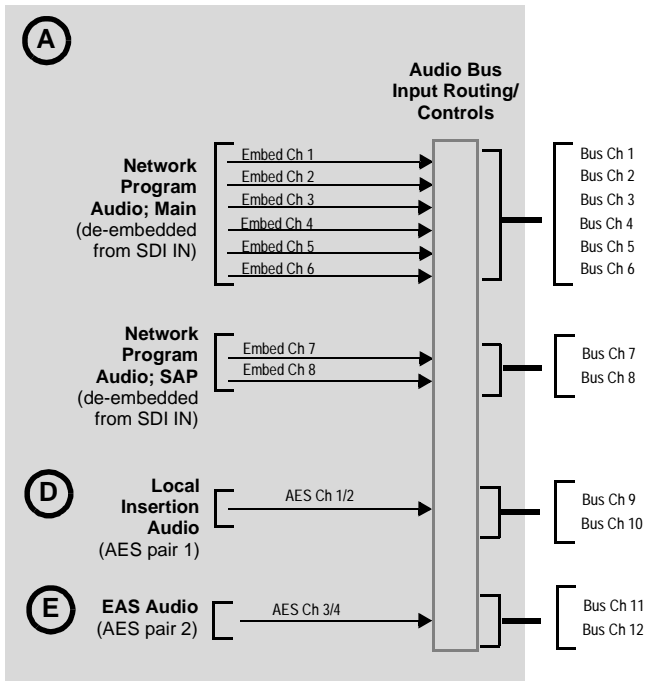 A
Audio Bus
Input Routing/
Controls
Network
Program
Audio; Main
(de-embedded
from SDI IN)
Embed Ch 1
Embed Ch 2
Embed Ch 3
Embed Ch 4
Embed Ch 5
Embed Ch 6
Bus Ch 1
Bus Ch 2
Bus Ch 3
Bus Ch 4
Bus Ch 5
Bus Ch 6
Network
Program
Audio; SAP
(de-embedded
from SDI IN)
Embed Ch 7
Embed Ch 8
Bus Ch 7
Bus Ch 8
D
Local
Insertion
Audio
(AES pair 1)
AES Ch 1/2
Bus Ch 9
Bus Ch 10
E
EAS Audio
(AES pair 2)
AES Ch 3/4
Bus Ch 11
Bus Ch 12